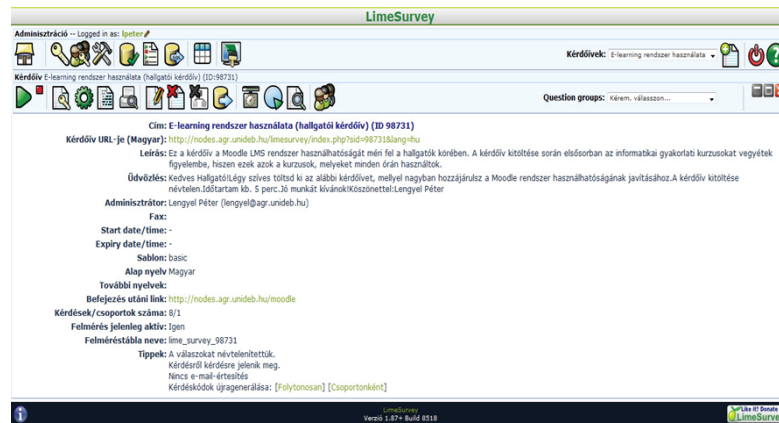 LimeSurvey
Adminisztráció -- Logged in as: lpeter
Kérdőívek: E-learning rendszer használata
Kérdőív E-learning rendszer használata (hallgatói kérdőív) (ID:98731)
Question groups: Kérem, válasszon...
Cím: E-learning rendszer használata (hallgatói kérdőív) (ID 98731)
Kérdőív URL-je (Magyar): http://nodes.agr.unideb.hu/limesurvey/index.php?sid=98731&lang=hu
Leírás: Ez a kérdőív a Moodle LMS rendszer használhatóságát méri fel a hallgatók körében. A kérdőív kitöltése során elsősorban az informatikai gyakorlati kurzusokat vegyétek
figyelembe, hiszen ezek azok a kurzusok, melyeket minden órán használtok.
Üdvözlés: Kedves Hallgató!Légy szíves töltsd ki az alábbi kérdőívet, mellyel nagyban hozzájárulsz a Moodle rendszer használhatóságának javításához.A kérdőív kitöltése
névtelen.Időtartam kb. 5 perc.Jó munkát kívánok!Köszönettel:Lengyel Péter
Adminisztrátor: Lengyel Péter (lengyel@agr.unideb.hu)
Fax:
Start date/time: -
Expiry date/time: -
Sablon: basic
Alap nyelv Magyar
További nyelvek:
Befejezés utáni link: http://nodes.agr.unideb.hu/moodle
Kérdések/csoportok száma: 8/1
Felmérés jelenleg aktív: Igen
Felméréstábla neve: lime_survey_98731
Tippek: A válaszokat névtelenítettük.
Kérdésről kérdésre jelenik meg.
Nincs e-mail-értesítés
Kérdéskódok újragenerálása: [Folytonosan] [Csoportonként]
LimeSurvey
Verzió 1.87+ Build 8518
Like it? Donate
LimeSurve